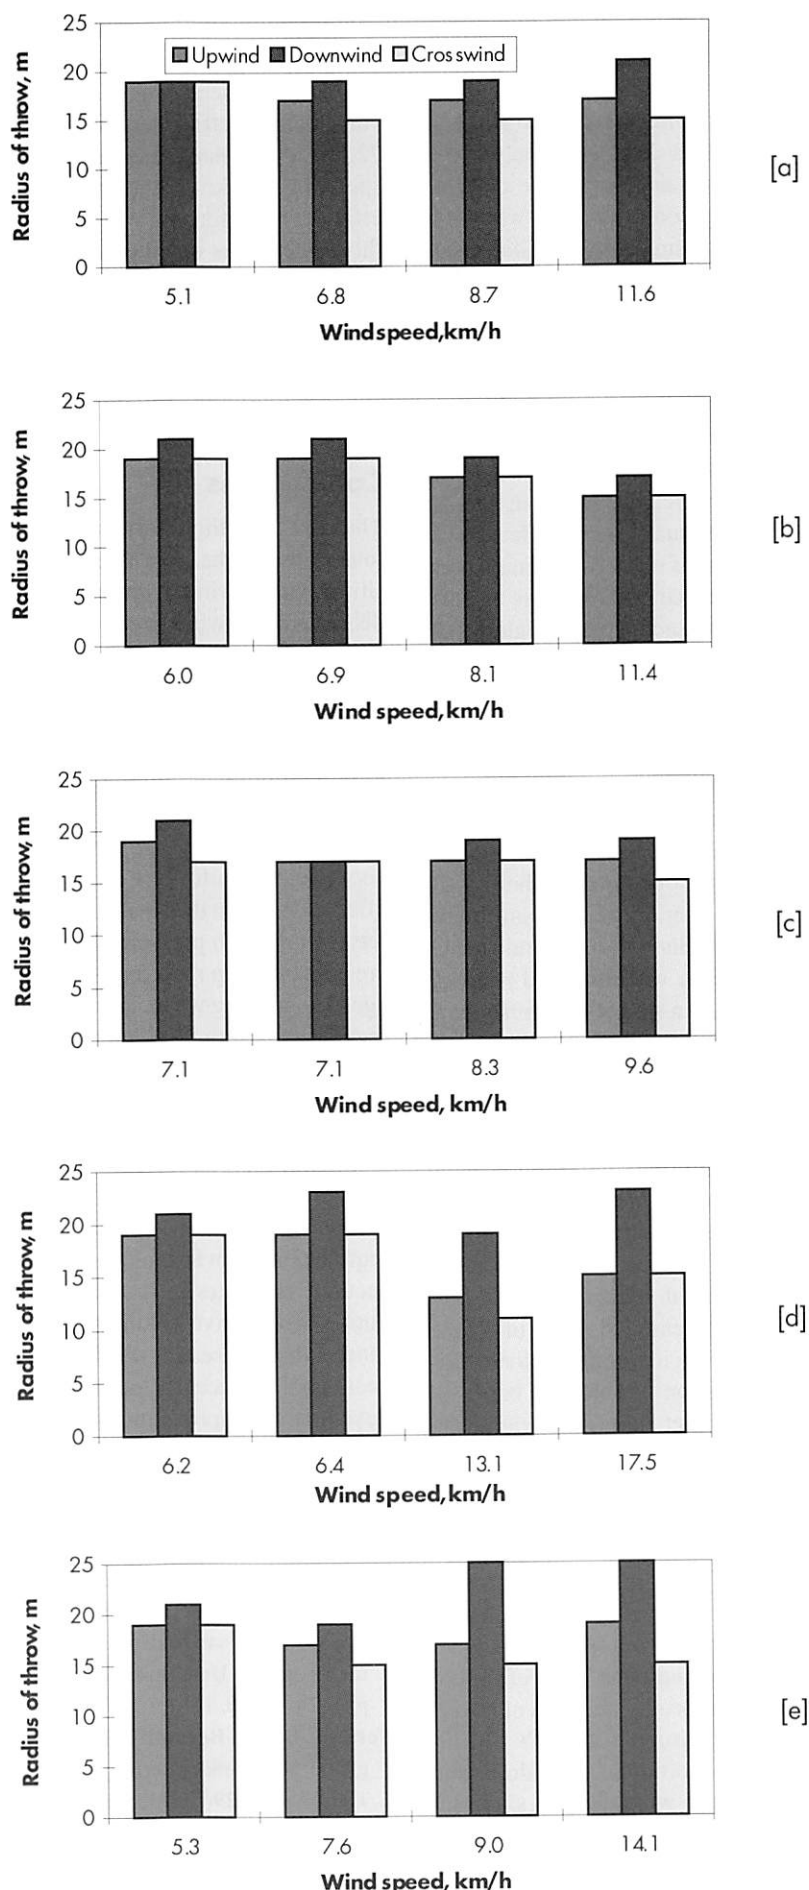 25
Upwind Downwind Crosswind
20
15
10
5
0
Radius of throw, m
5.1 6.8 8.7 11.6
Wind speed,km/h
[a]
25
20
15
10
5
0
Radius of throw, m
6.0 6.9 8.1 11.4
Wind speed,km/h
[b]
25
20
15
10
5
0
Radius of throw, m
7.1 7.1 8.3 9.6
Wind speed, km/h
[c]
25
20
15
10
5
0
Radius of throw, m
6.2 6.4 13.1 17.5
Wind speed,km/h
[d]
25
20
15
10
5
0
Radius of throw, m
5.3 7.6 9.0 14.1
Wind speed, km/h
[e]